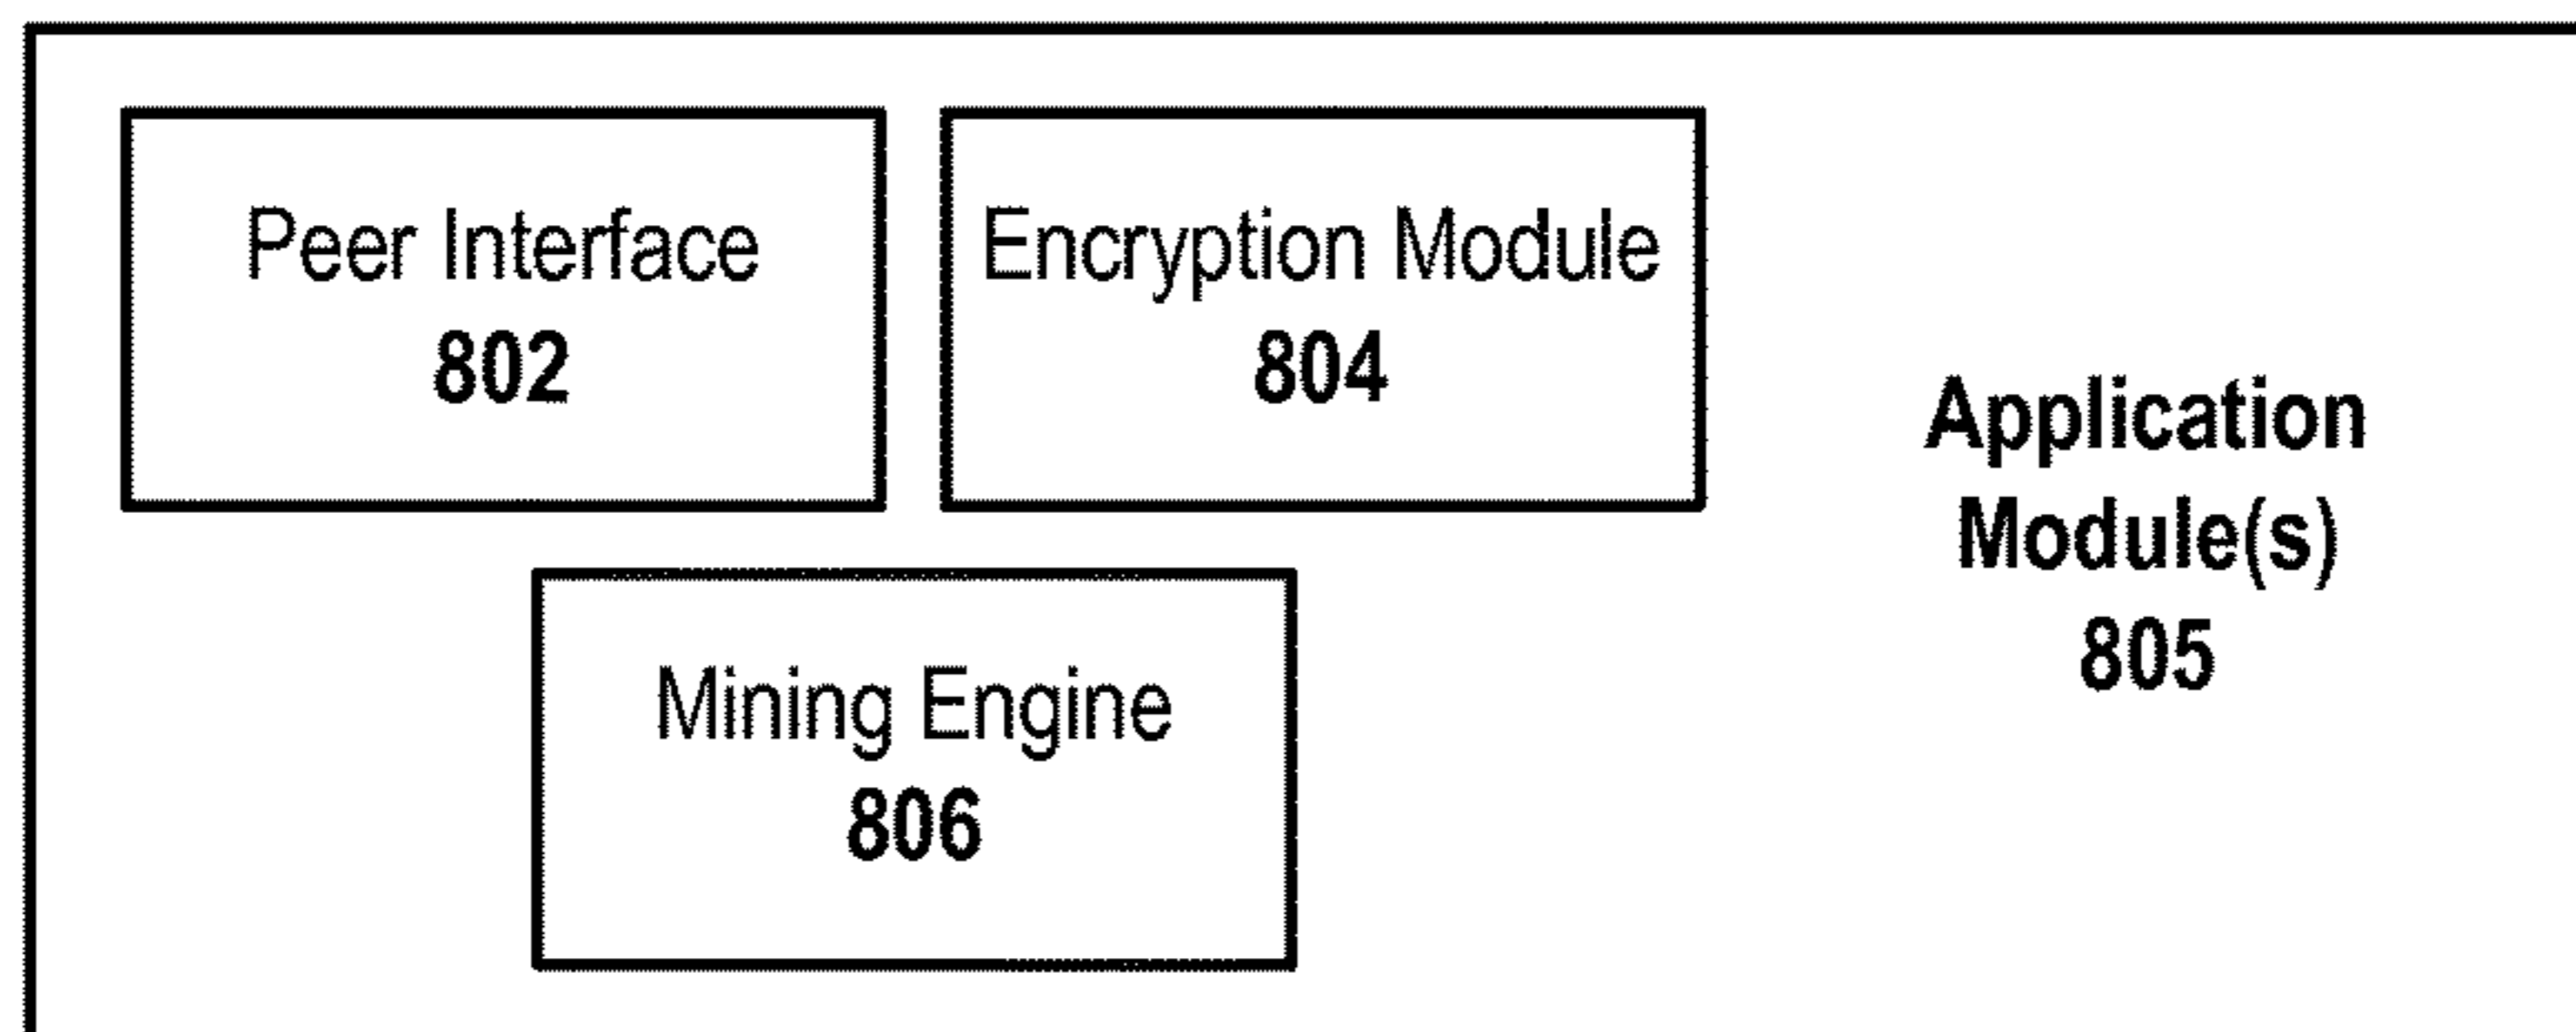 Peer Interface
802
Encryption Module
804
Application
Module(s)
805
Mining Engine
806